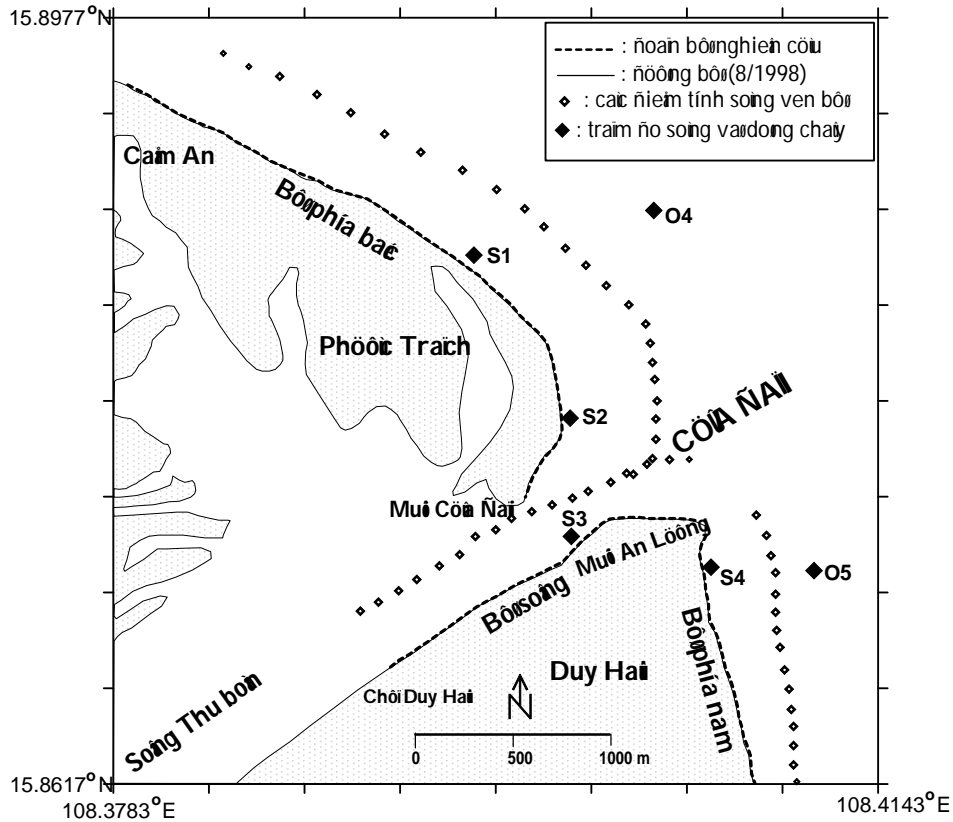 15.8977°N
----- : ñoaïn bôø nghieân cöùu
——— : ñöôøng bôø (8/1998)
: caùc ñieåm tính soùng ven bôø
: traïm ño soùng vaø doøng chaûy
Caåm An
Bôø phía baéc
O4
S1
Phöôùc Traïch
CÖÛA ÑAÏI
S2
Muõi Cöûa Ñaïi
S3
Muõi An Löông
S4
O5
Bôø soâng
Bôø phía nam
Duy Haûi
Chôï Duy Haûi
N
Soâng Thu boàn
0 500 1000 m
15.8617°N
108.3783°E
108.4143°E